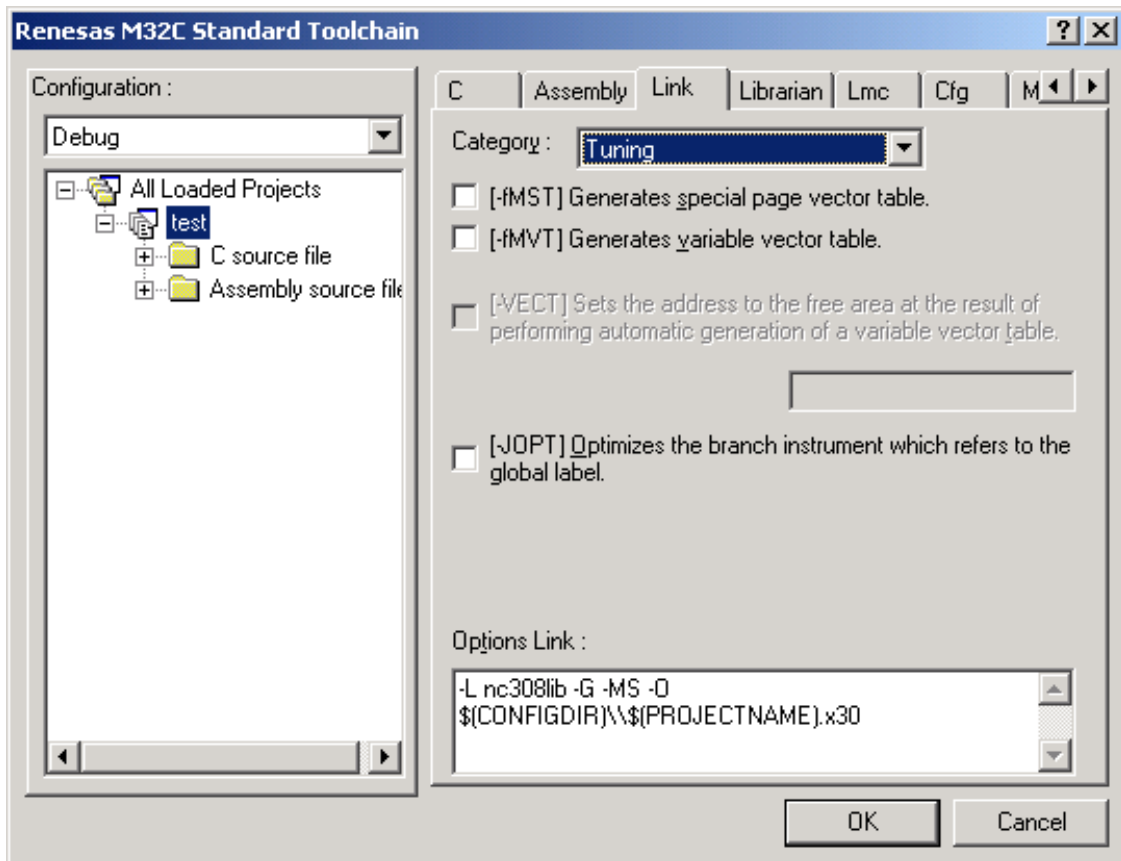 Renesas M32C Standard Toolchain
Configuration :
Debug
All Loaded Projects
test
C source file
Assembly source file
C
Assembly
Link
Librarian
Lmc
Cfg
M
Category :
Tuning
[-fMST] Generates special page vector table.
[-fMVT] Generates variable vector table.
[-VECT] Sets the address to the free area at the result of
performing automatic generation of a variable vector table.
[-JOPT] Optimizes the branch instrument which refers to the
global label.
Options Link :
-L nc308lib -G -MS -O
$(CONFIGDIR)\\$(PROJECTNAME).x30
OK
Cancel